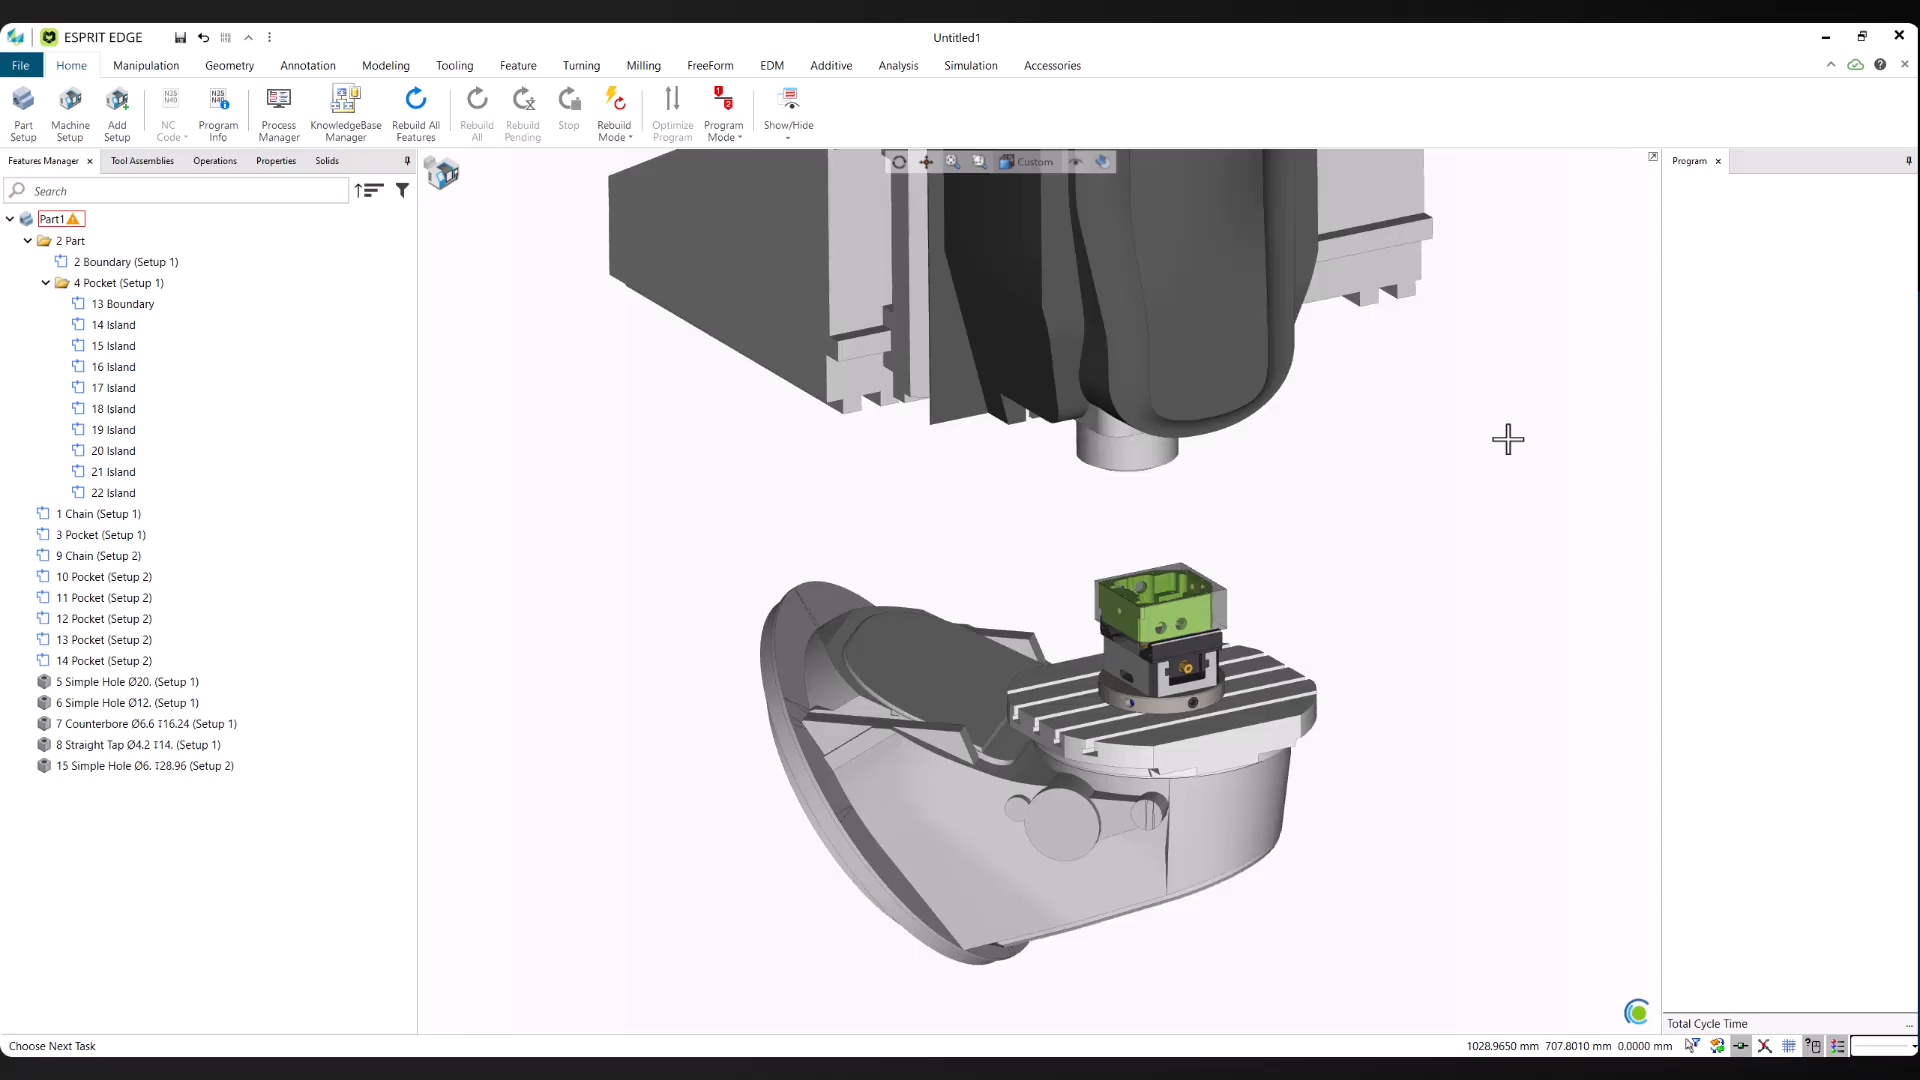 ESPRIT EDGE
Untitled1
File Home Manipulation Geometry Annotation Modeling Tooling Feature Turning Milling FreeForm EDM Additive Analysis Simulation Accessories
Part Setup
Machine Setup
Add Setup
NC Code
Program Info
Process Manager
KnowledgeBase Manager
Rebuild All Features
Rebuild All
Rebuild Pending
Stop
Rebuild Mode
Optimize Program
Program Mode
Show/Hide
Features Manager Tool Assemblies Operations Properties Solids
Custom
Program
Search
Part1
2 Part
2 Boundary (Setup 1)
4 Pocket (Setup 1)
13 Boundary
14 Island
15 Island
16 Island
17 Island
18 Island
19 Island
20 Island
21 Island
22 Island
1 Chain (Setup 1)
3 Pocket (Setup 1)
9 Chain (Setup 2)
10 Pocket (Setup 2)
11 Pocket (Setup 2)
12 Pocket (Setup 2)
13 Pocket (Setup 2)
14 Pocket (Setup 2)
5 Simple Hole Ø20. (Setup 1)
6 Simple Hole Ø12. (Setup 1)
7 Counterbore Ø6.6 ↧16.24 (Setup 1)
8 Straight Tap Ø4.2 ↧14. (Setup 1)
15 Simple Hole Ø6. ↧28.96 (Setup 2)
Total Cycle Time ...
Choose Next Task
1028.9650 mm 707.8010 mm 0.0000 mm